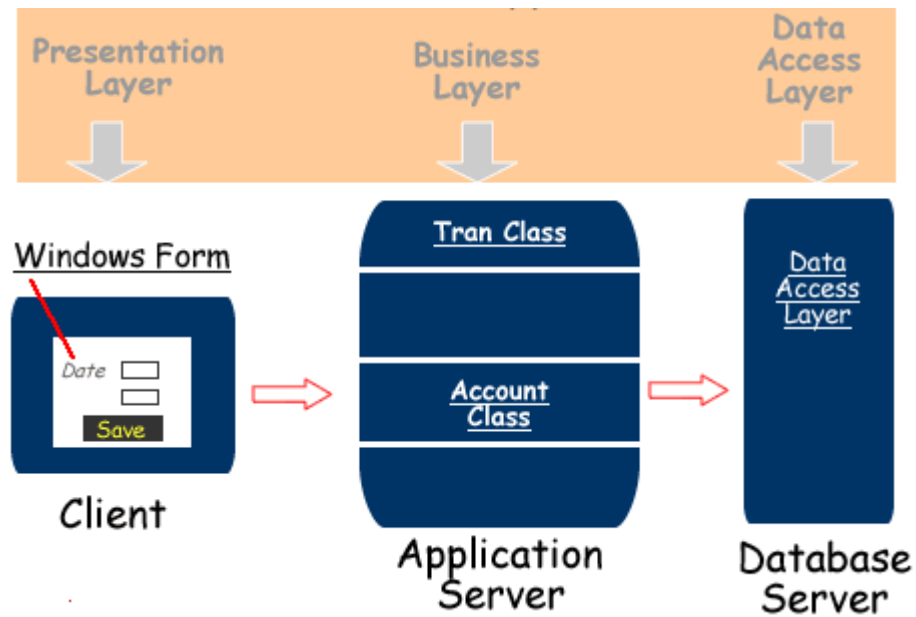 Presentation
Layer
Business
Layer
Data
Access
Layer
Windows Form
Date
Save
Client
Tran Class
Account
Class
Application
Server
Data
Access
Layer
Database
Server